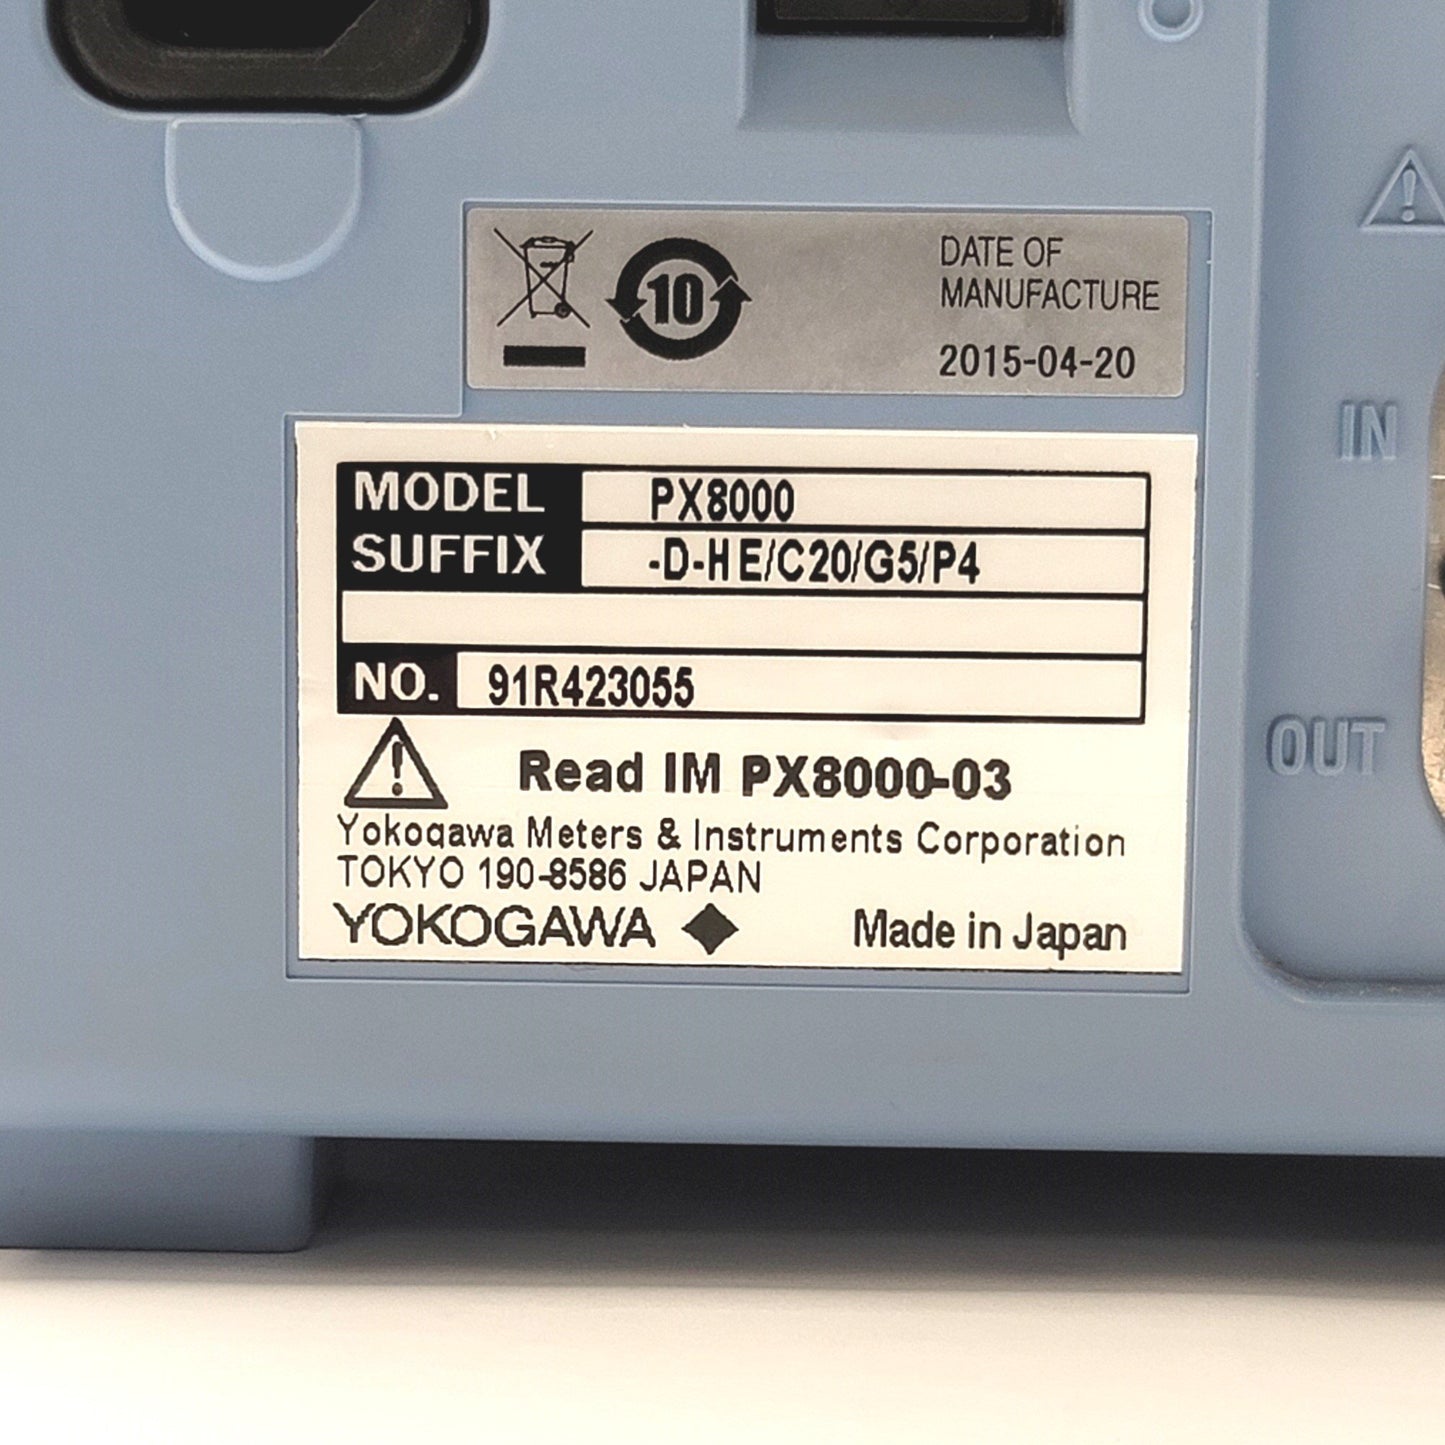 10
DATE OF
MANUFACTURE
2015-04-20
IN
OUT
MODEL PX8000
SUFFIX -D-HE/C20/G5/P4
NO. 91R423055
Read IM PX8000-03
Yokogawa Meters & Instruments Corporation
TOKYO 190-8586 JAPAN
YOKOGAWA Made in Japan